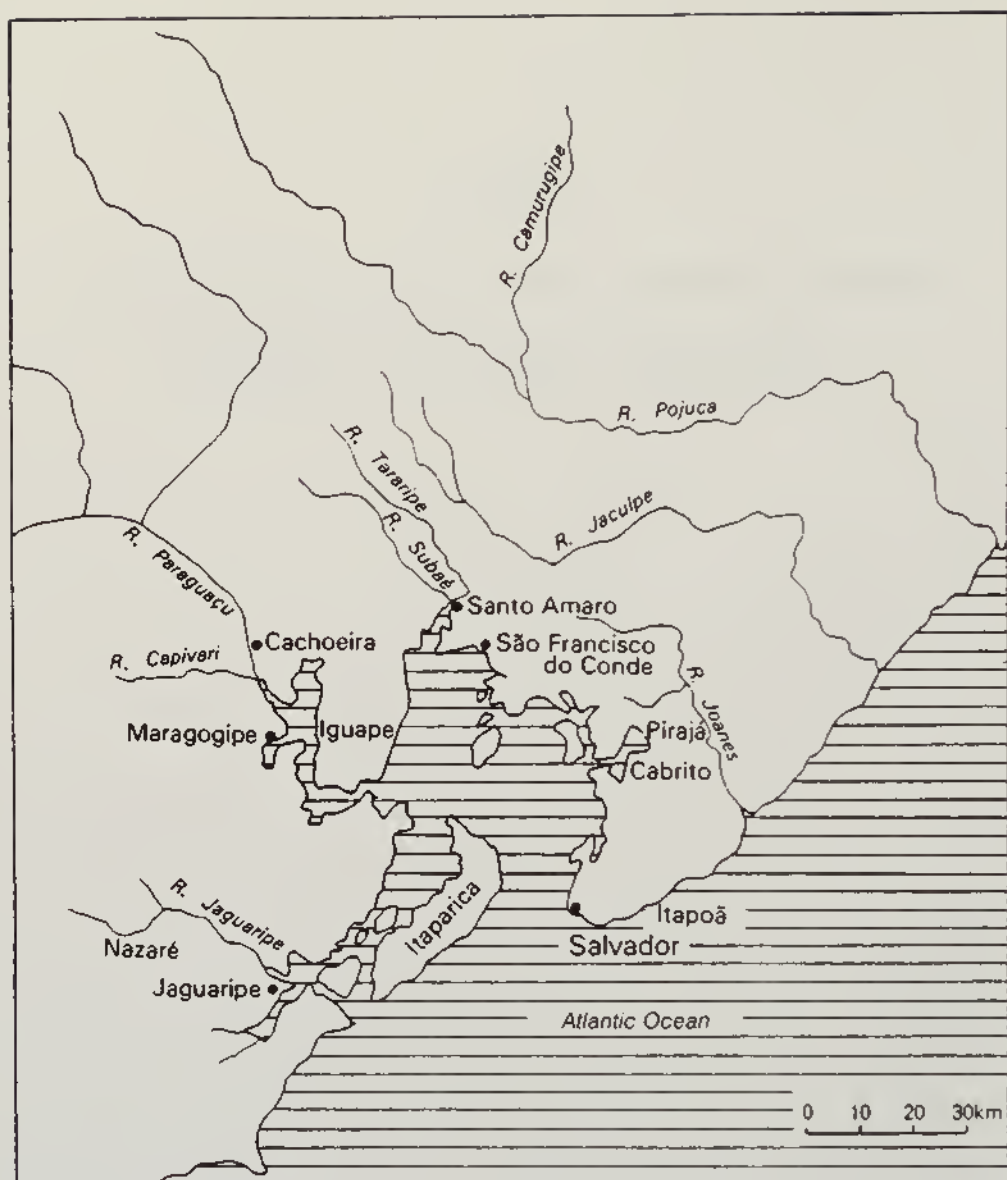 R. Camurugipe
R. Pojuca
R. Tararipe
R. Subaé
R. Jaculpe
R. Paraguaçu
Santo Amaro
Cachoeira
São Francisco
do Conde
R. Capivari
R. Joanes
Maragogipe
Iguape
Pirajá
Cabrito
R. Jaguaripe
Itaparica
Itapoã
Nazaré
Salvador
Jaguaripe
Atlantic Ocean
0 10 20 30km